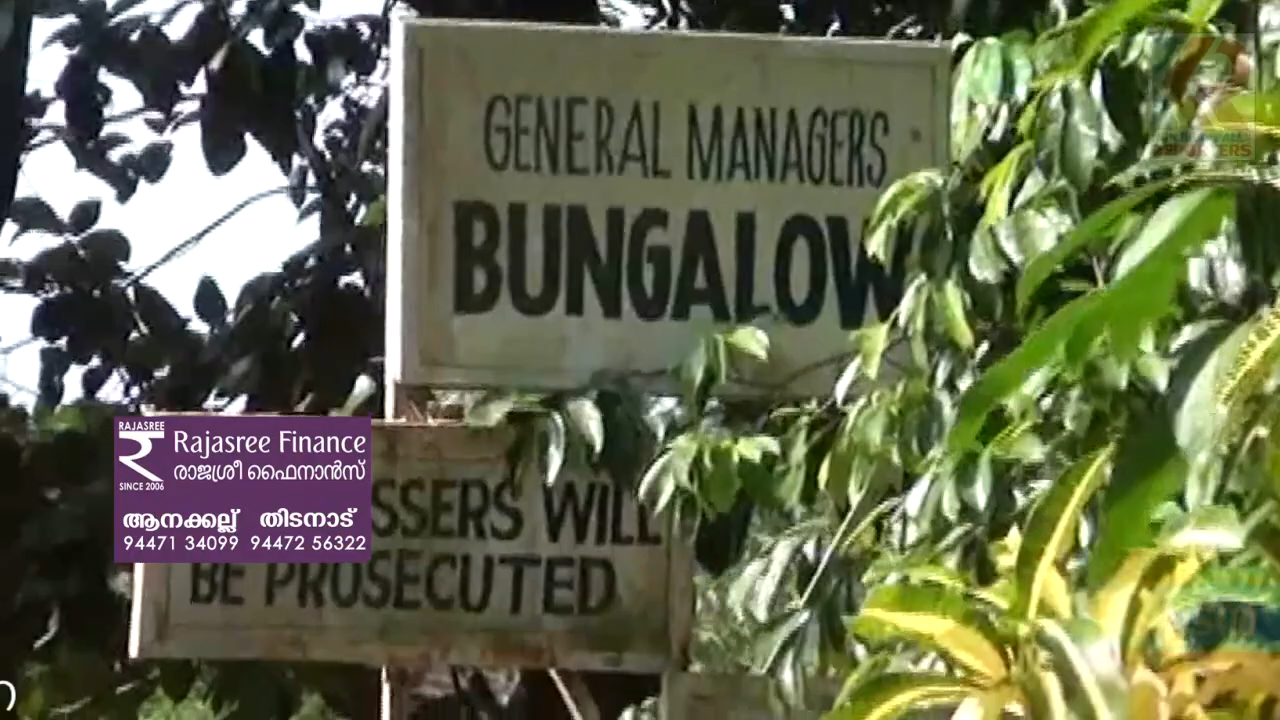 GENERAL MANAGERS
BUNGALOW
RAJASREE
SINCE 2006
Rajasree Finance
രാജശ്രീ ഫൈനാൻസ്
ആനക്കല്ല് തിടനാട്
94471 34099 94472 56322
SSERS WILL
BE PROSECUTED
REPORTERS